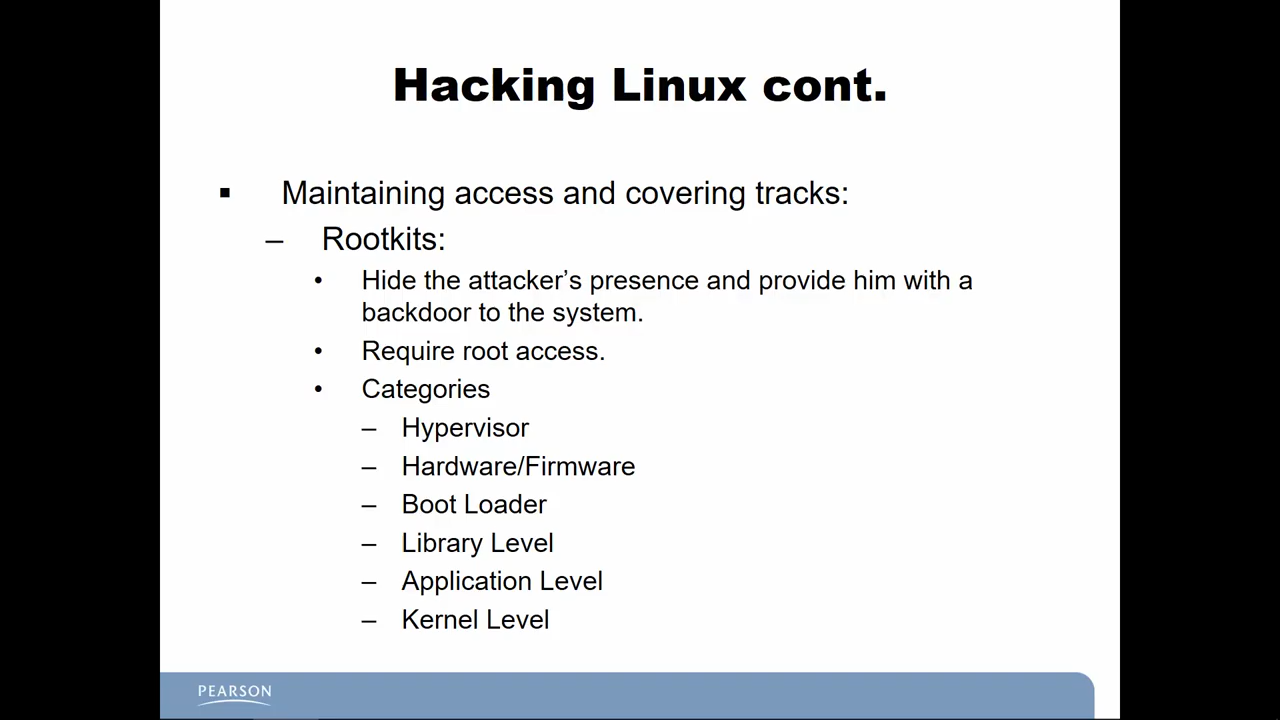 Hacking Linux cont.
▪ Maintaining access and covering tracks:
– Rootkits:
• Hide the attacker’s presence and provide him with a
backdoor to the system.
• Require root access.
• Categories
– Hypervisor
– Hardware/Firmware
– Boot Loader
– Library Level
– Application Level
– Kernel Level
PEARSON